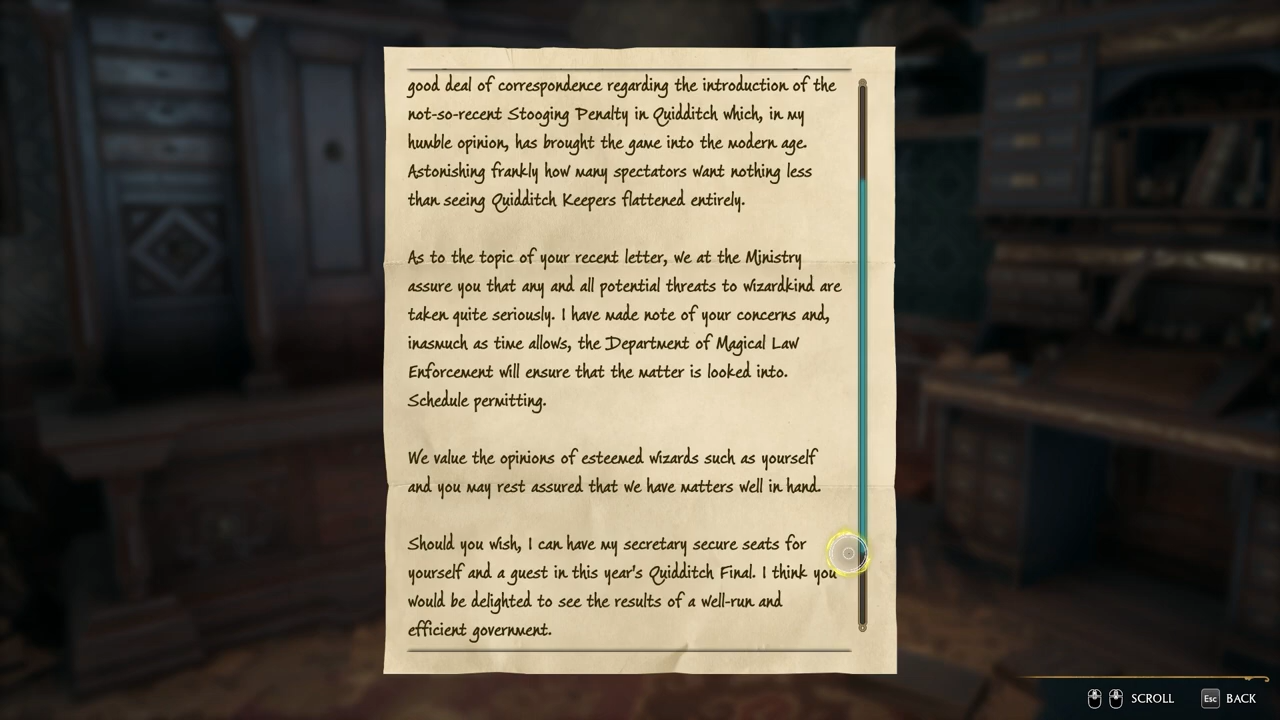 good deal of correspondence regarding the introduction of the
not-so-recent Stooging Penalty in Quidditch which, in my
humble opinion, has brought the game into the modern age.
Astonishing frankly how many spectators want nothing less
than seeing Quidditch Keepers flattened entirely.
As to the topic of your recent letter, we at the Ministry
assure you that any and all potential threats to wizardkind are
taken quite seriously. I have made note of your concerns and,
inasmuch as time allows, the Department of Magical Law
Enforcement will ensure that the matter is looked into.
Schedule permitting.
We value the opinions of esteemed wizards such as yourself
and you may rest assured that we have matters well in hand.
Should you wish, I can have my secretary secure seats for
yourself and a guest in this year's Quidditch Final. I think you
would be delighted to see the results of a well-run and
efficient government.
SCROLL
Esc BACK